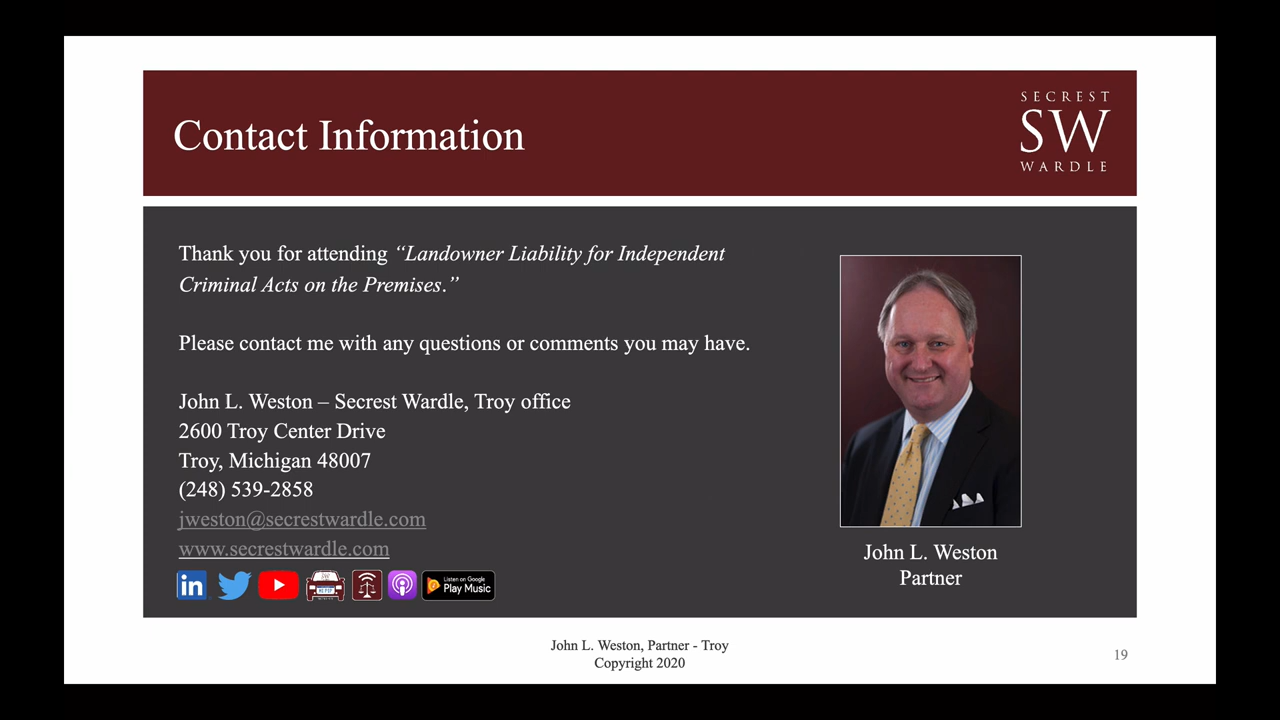 Contact Information
SECREST
SW
WARDLE
Thank you for attending “Landowner Liability for Independent
Criminal Acts on the Premises.”
Please contact me with any questions or comments you may have.
John L. Weston – Secrest Wardle, Troy office
2600 Troy Center Drive
Troy, Michigan 48007
(248) 539-2858
jweston@secrestwardle.com
www.secrestwardle.com
in
Listen on Google
Play Music
John L. Weston
Partner
John L. Weston, Partner - Troy
Copyright 2020
19